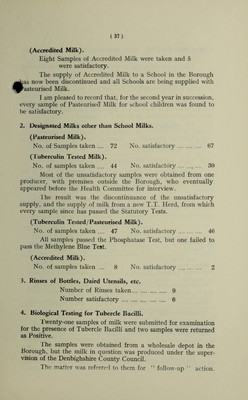 ( 37 )
(Accredited Milk).
Eight Samples of Accredited Milk were taken and 5
were satisfactory.
The supply of Accredited Milk to a School in the Borough
has now been discontinued and all Schools are being supplied with
Pasteurised Milk.
I am pleased to record that, for the second year in succession,
every sample of Pasteurised Milk for school children was found to
be satisfactory.
2. Designated Milks other than School Milks.
(Pasteurised Milk).
No. of Samples taken ... 72 No. satisfactory ... ... ... 67
(Tuberculin Tested Milk).
No. of samples taken ... 44 No. satisfactory ... ... ... 39
Most of the unsatisfactory samples were obtained from one
producer, with premises outside the Borough, who eventually
appeared before the Health Committee for interview.
The result was the discontinuance of the unsatisfactory
supply, and the supply of milk from a new T.T. Herd, from which
every sample since has passed the Statutory Tests.
(Tuberculin Tested/Pasteurised Milk).
No. of samples taken ... 47 No. satisfactory ... ... ... 46
All samples passed the Phosphatase Test, but one failed to
pass the Methylene Blue Test.
(Accredited Milk).
No. of samples taken ... 8 No. satisfactory ... ... ... 2
3. Rinses of Bottles, Daird Utensils, etc.
Number of Rinses taken ... ... ... ... 9
Number satisfactory ... ... ... ... ... 6
4. Biological Testing for Tubercle Bacilli.
Twenty-one samples of milk were submitted for examination
for the presence of Tubercle Bacilli and two samples were returned
as Positive.
The samples were obtained from a wholesale depot in the
Borough, but the milk in question was produced under the super-
vision of the Denbighshire County Council.
The matter was referred to them for " follow-up " action.